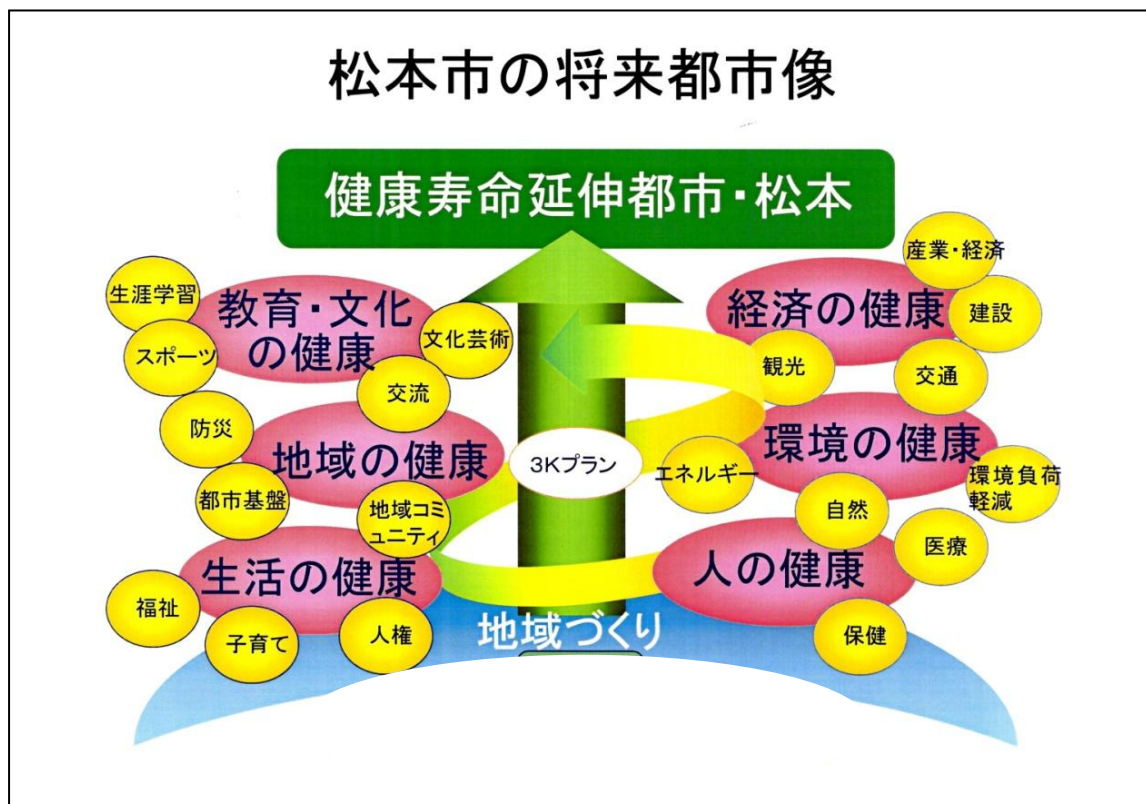 松本市の将来都市像
健康寿命延伸都市・松本
教育・文化
の健康
生涯学習
スポーツ
文化芸術
交流
地域の健康
防災
都市基盤
地域コミ
ュニティ
生活の健康
福祉
子育て
人権
3Kプラン
地域づくり
経済の健康
産業・経済
建設
観光
交通
環境の健康
エネルギー
自然
環境負荷
軽減
人の健康
医療
保健